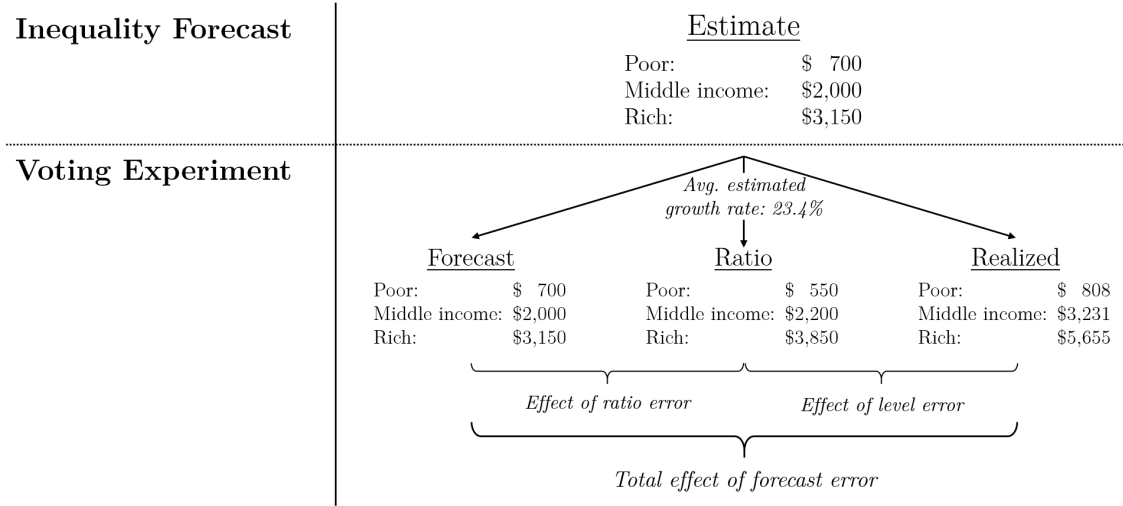 Inequality Forecast
Estimate
Poor: $ 700
Middle income: $2,000
Rich: $3,150
Voting Experiment
Avg. estimated
growth rate: 23.4%
Forecast
Poor: $ 700
Middle income: $2,000
Rich: $3,150
Ratio
Poor: $ 550
Middle income: $2,200
Rich: $3,850
Realized
Poor: $ 808
Middle income: $3,231
Rich: $5,655
Effect of ratio error
Effect of level error
Total effect of forecast error